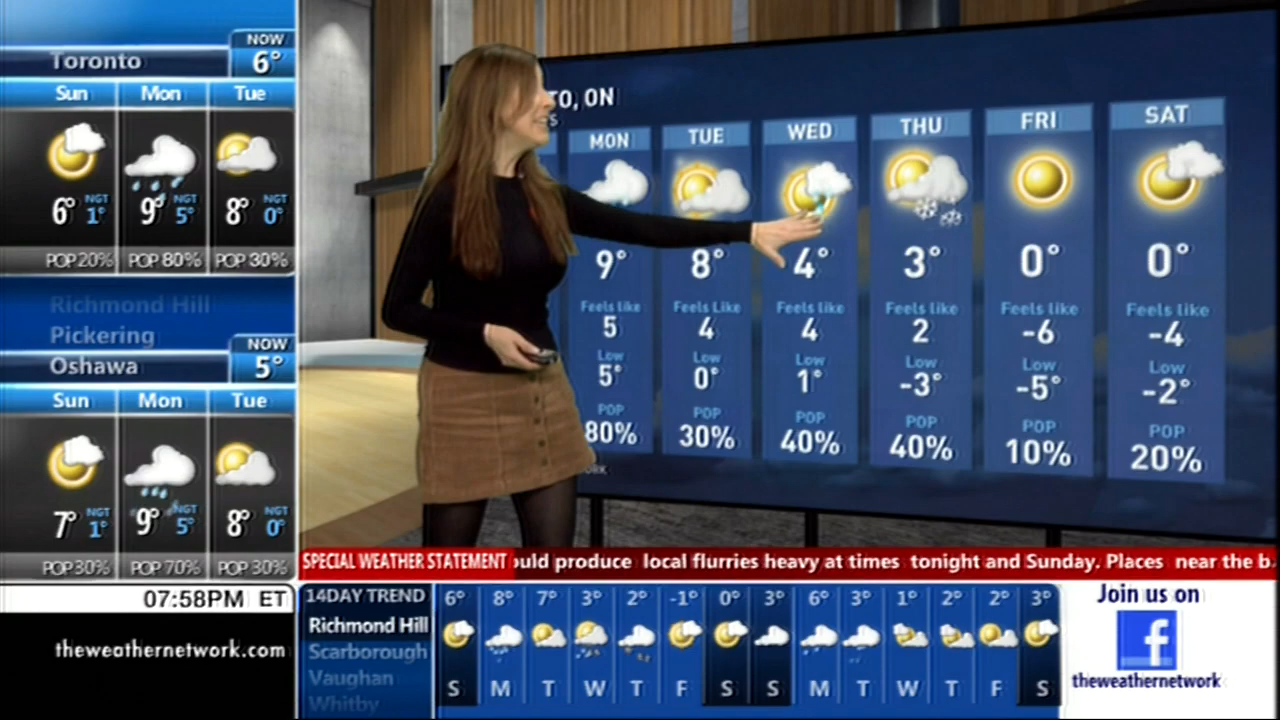 NOW
Toronto 6°
Sun Mon Tue
6° NGT 1° 9° NGT 5° 8° NGT 0°
POP 20% POP 80% POP 30%
Richmond Hill
Pickering
NOW
Oshawa 5°
Sun Mon Tue
7° NGT 1° 9° NGT 5° 8° NGT 0°
POP 30% POP 70% POP 30%
07:58PM ET
theweathernetwork.com
TO, ON
MON TUE WED THU FRI SAT
9° 8° 4° 3° 0° 0°
Feels like Feels Like Feels like Feels like Feels like Feels like
5 4 4 2 -6 -4
Low Low Low Low Low Low
5° 0° 1° -3° -5° -2°
POP POP POP POP POP POP
80% 30% 40% 40% 10% 20%
SPECIAL WEATHER STATEMENT ould produce local flurries heavy at times tonight and Sunday. Places near the b
14DAY TREND 6° 8° 7° 3° 2° -1° 0° 3° 6° 3° 1° 2° 2° 3°
Richmond Hill
Scarborough
Vaughan
Whitby
S M T W T F S S M T W T F S
Join us on
f
theweathernetwork